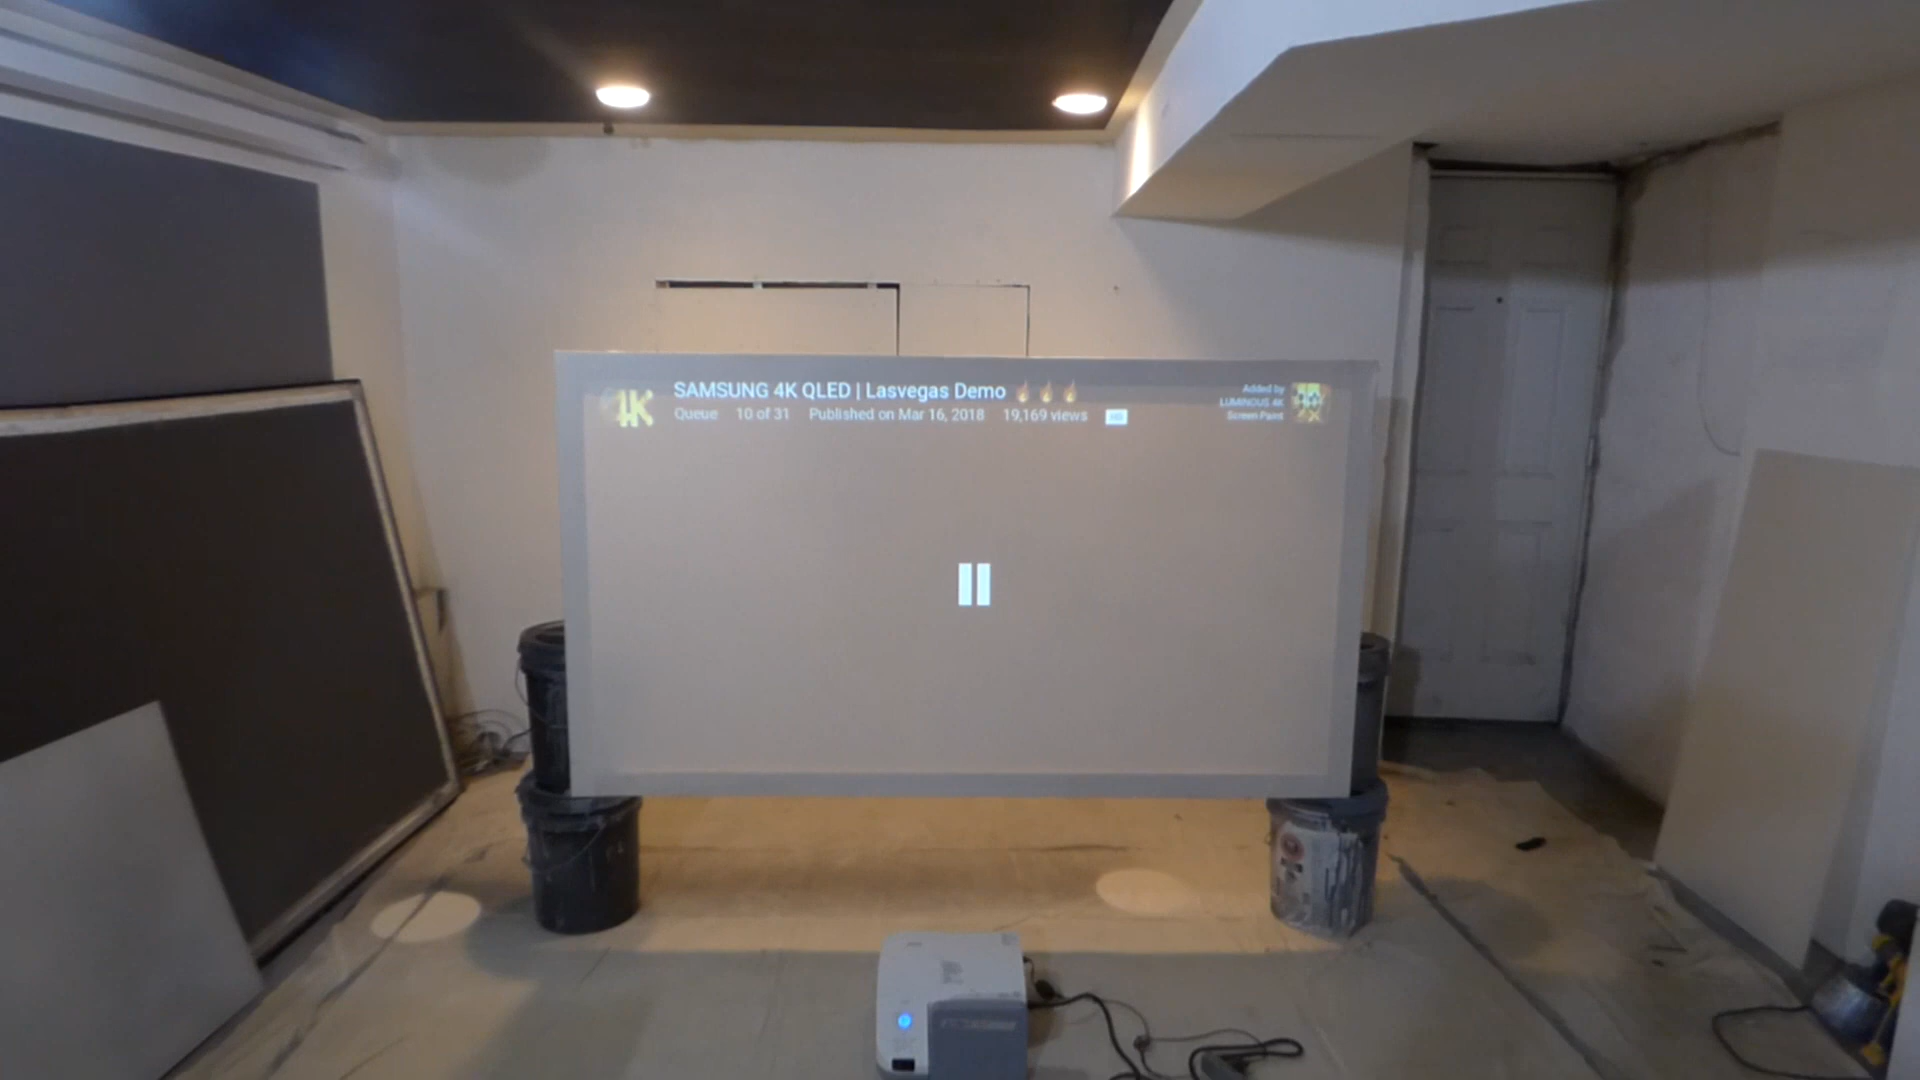 4K
SAMSUNG 4K QLED | Lasvegas Demo 🔥🔥🔥
Queue 10 of 31 Published on Mar 16, 2018 19,169 views
Added by
LUMINOUS 4K
Screen Paint